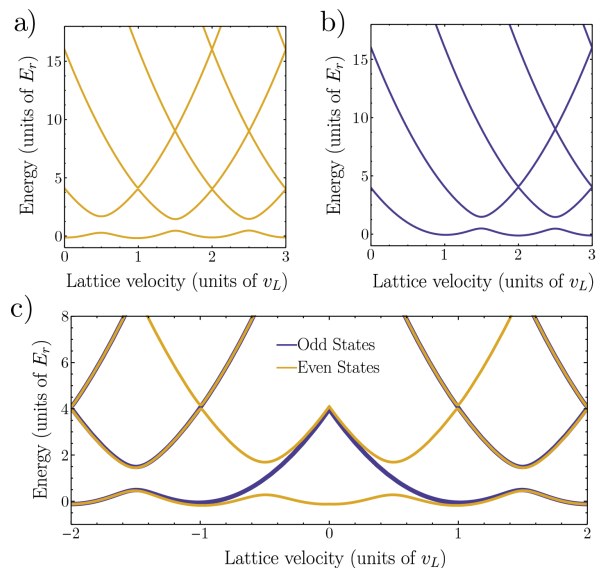 a)
b)
Energy (units of E_r)
15
10
5
0
0
1
2
3
Lattice velocity (units of v_L)
Energy (units of E_r)
15
10
5
0
0
1
2
3
Lattice velocity (units of v_L)
c)
Energy (units of E_r)
8
6
4
2
0
Odd States
Even States
−2
−1
0
1
2
Lattice velocity (units of v_L)